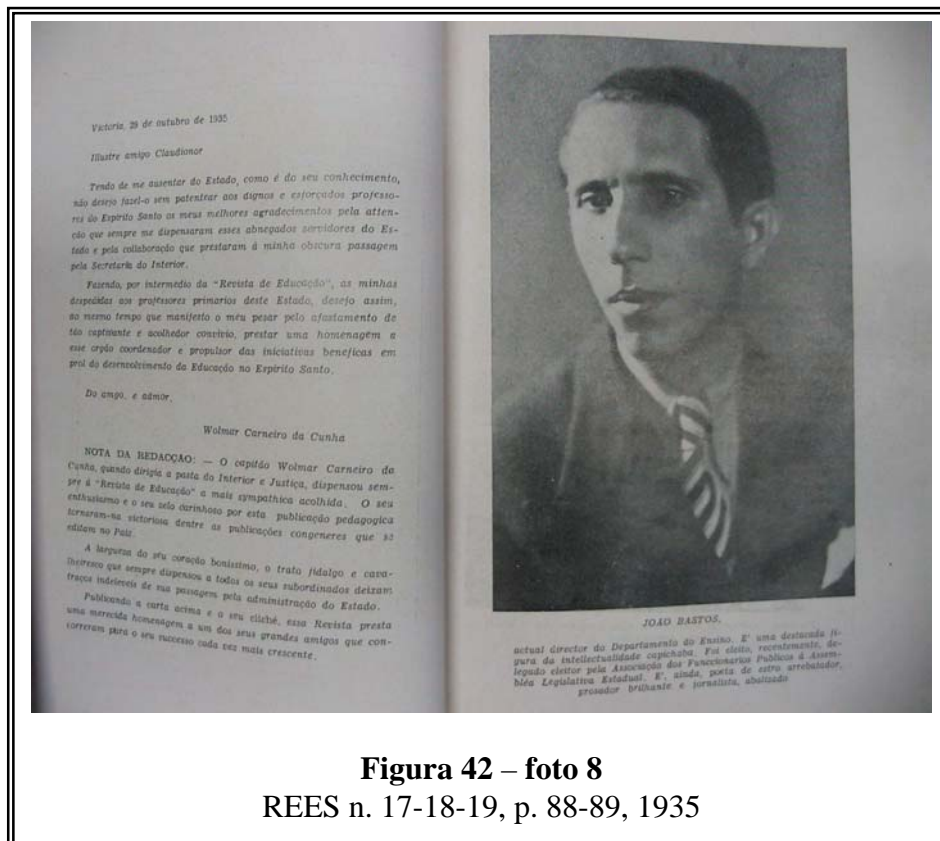 Victoria, 29 de outubro de 1935
Illustre amigo Claudionor
Tendo de me ausentar do Estado, como é do seu conhecimento,
não desejo fazel-o sem patentear aos dignos e esforçados professo-
res do Espirito Santo os meus melhores agradecimentos pela atten-
ção que sempre me dispensaram esses abnegados servidores do Es-
tado e pela collaboração que prestaram á minha obscura passagem
pela Secretaria do Interior.
Fazendo, por intermedio da "Revista de Educação", as minhas
despedidas aos professores primarios deste Estado, desejo assim,
ao mesmo tempo que manifesto o meu pesar pelo afastamento de
tão captivante e acolhedor convivio, prestar uma homenagem a
esse orgão coordenador e propulsor das iniciativas beneficas em
prol do desenvolvimento da Educação no Espirito Santo.
Do amgo. e admor.
Wolmar Carneiro da Cunha
NOTA DA REDACÇÃO: — O capitão Wolmar Carneiro da
Cunha, quando dirigia a pasta do Interior e Justiça, dispensou sem-
pre á "Revista de Educação" a mais sympathica acolhida. O seu
enthusiasmo e o seu zelo carinhoso por esta publicação pedagogica
tornaram-na victoriosa dentre as publicações congeneres que se
editam no Paiz.
A largueza do seu coração bonissimo, o trato fidalgo e cava-
lheiresco que sempre dispensou a todos os seus subordinados deixam
traços indeleveis de sua passagem pela administração do Estado.
Publicando a carta acima e o seu cliché, essa Revista presta
uma merecida homenagem a um dos seus grandes amigos que con-
correram para o seu successo cada vez mais crescente.
JOÃO BASTOS,
actual director do Departamento do Ensino. E' uma destacada fi-
gura da intellectualidade capichaba. Foi eleito, recentemente, de-
legado eleitor pela Associação dos Funccionarios Publicos á Assem-
bléa Legislativa Estadual. E', ainda, poeta de estro arrebatador,
prosador brilhante e jornalista, abalizado
Figura 42 – foto 8
REES n. 17-18-19, p. 88-89, 1935